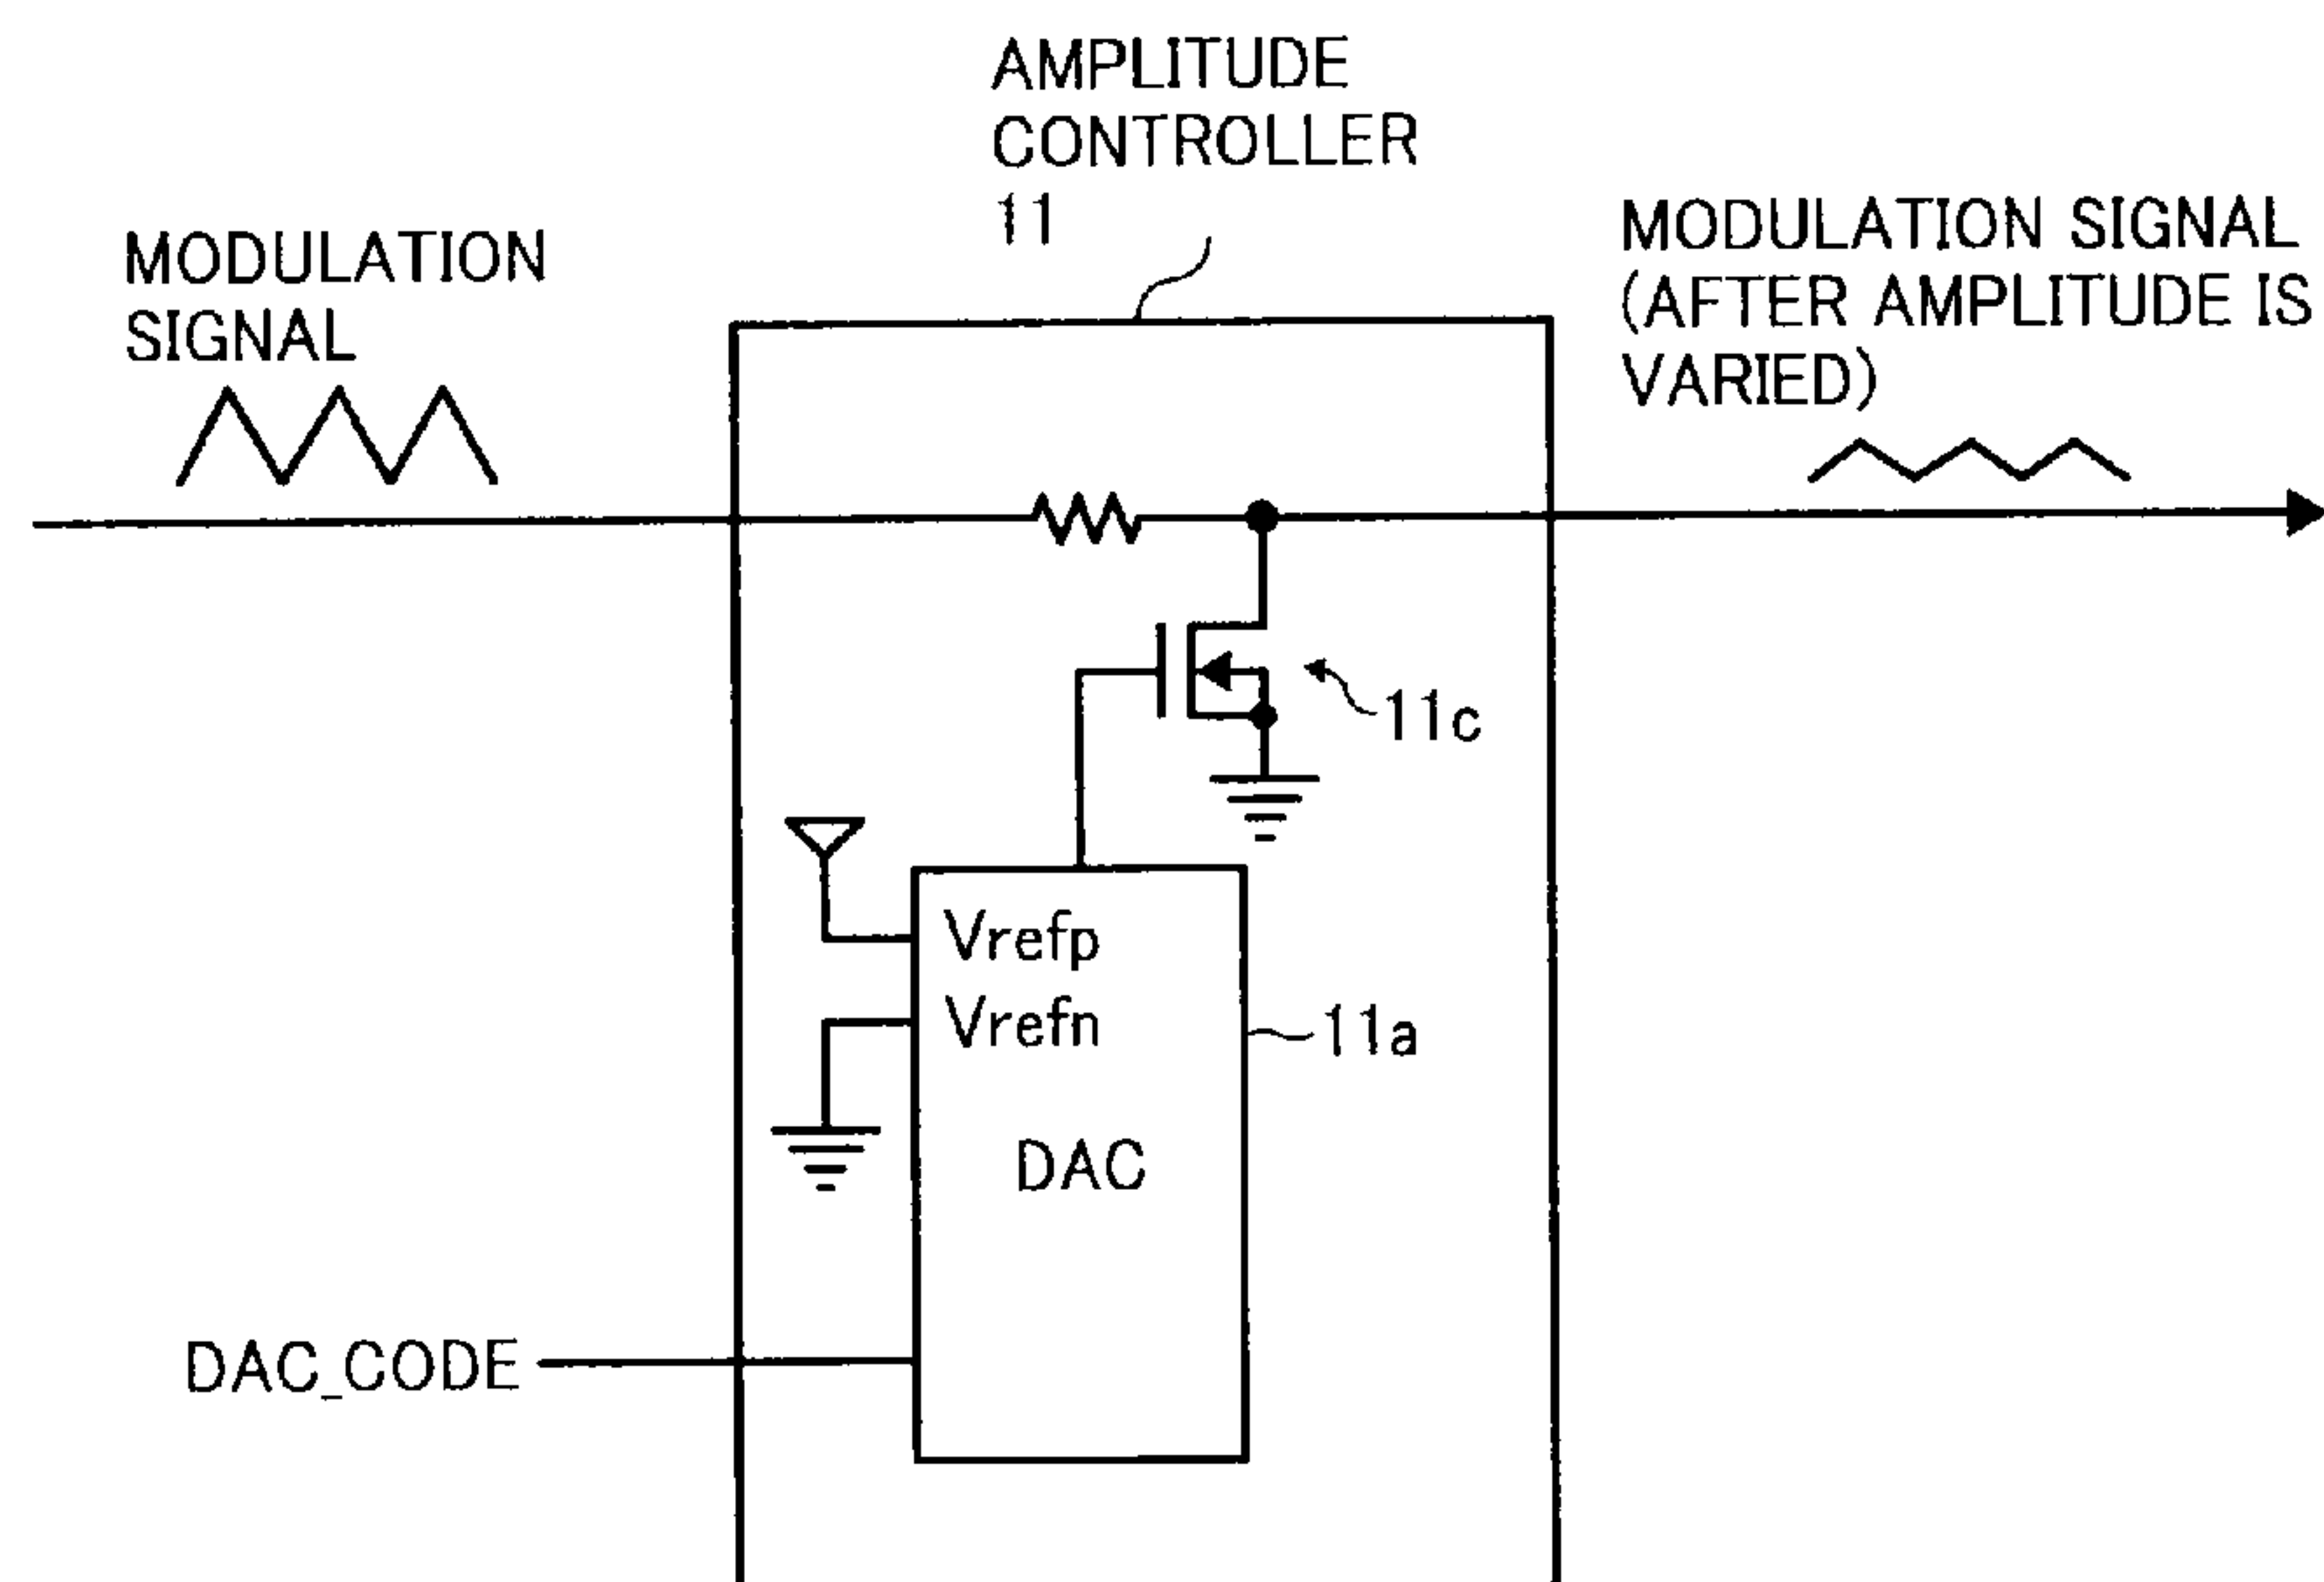 AMPLITUDE
CONTROLLER
11
MODULATION
SIGNAL
MODULATION SIGNAL
(AFTER AMPLITUDE IS
VARIED)
11c
Vrefp
Vrefn
11a
DAC
DAC_CODE